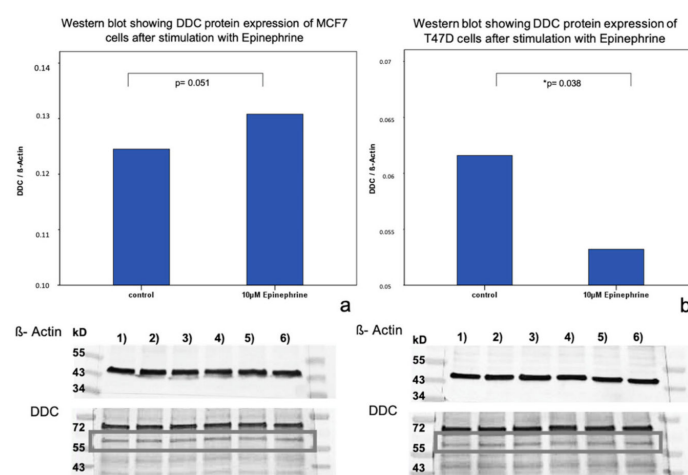 Western blot showing DDC protein expression of MCF7
cells after stimulation with Epinephrine
0.14
0.13
0.12
0.11
0.10
DDC / ß-Actin
p= 0.051
control
10µM Epinephrine
a
Western blot showing DDC protein expression of
T47D cells after stimulation with Epinephrine
0.07
0.065
0.06
0.055
0.05
DDC / ß-Actin
*p= 0.038
control
10µM Epinephrine
b
ß- Actin kD 1) 2) 3) 4) 5) 6)
55
43
34
DDC
72
55
43
ß- Actin kD 1) 2) 3) 4) 5) 6)
55
43
34
DDC
72
55
43